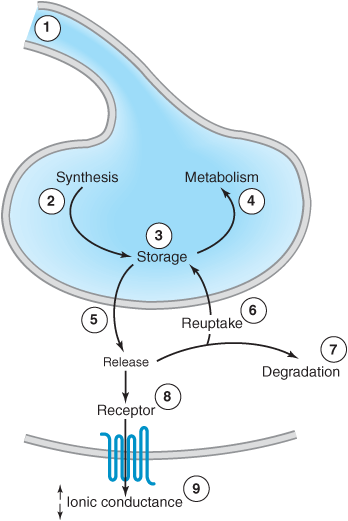 1
Synthesis
Metabolism
2
4
3
Storage
5
6
Reuptake
7
Release
Degradation
8
Receptor
9
Ionic conductance